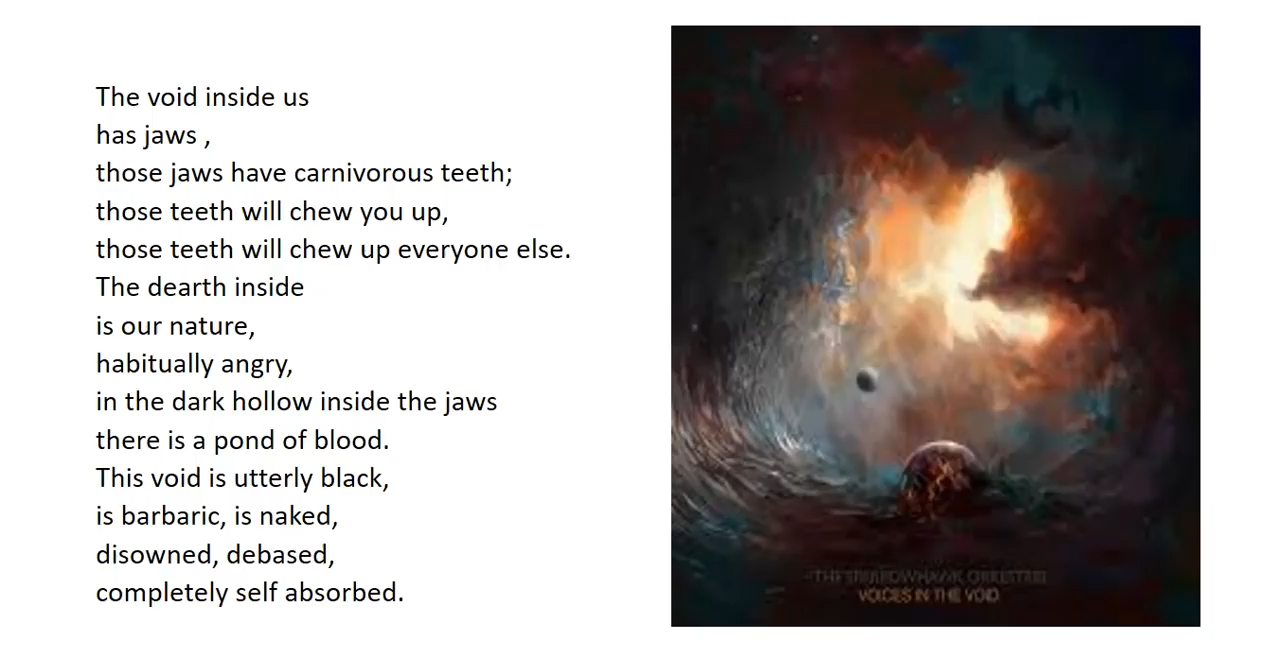 The void inside us
has jaws ,
those jaws have carnivorous teeth;
those teeth will chew you up,
those teeth will chew up everyone else.
The dearth inside
is our nature,
habitually angry,
in the dark hollow inside the jaws
there is a pond of blood.
This void is utterly black,
is barbaric, is naked,
disowned, debased,
completely self absorbed.
THE SPARROWHAWK ORKESTRE
VOICES IN THE VOID